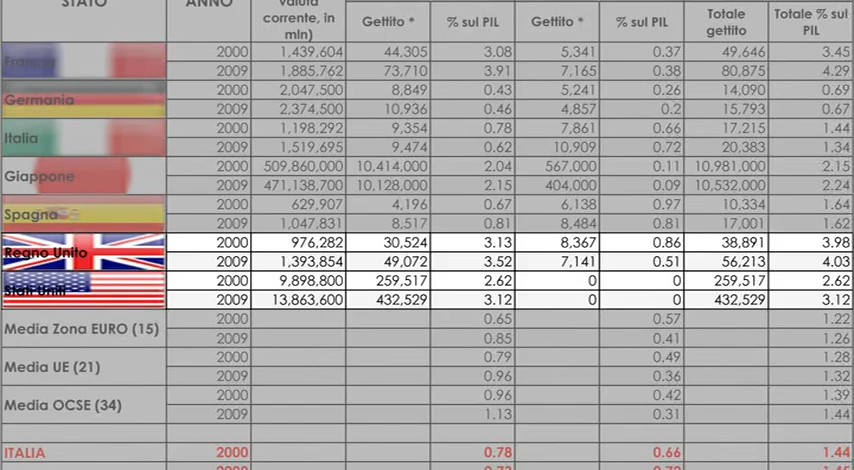 STATO ANNO valuta corrente, in mln) Gettito * % sul PIL Gettito * % sul PIL Totale gettito Totale % sul PIL
Francia 2000 1,439,604 44,305 3.08 5,341 0.37 49,646 3.45
2009 1,885,762 73,710 3.91 7,165 0.38 80,875 4.29
Germania 2000 2,047,500 8,849 0.43 5,241 0.26 14,090 0.69
2009 2,374,500 10,936 0.46 4,857 0.2 15,793 0.67
Italia 2000 1,198,292 9,354 0.78 7,861 0.66 17,215 1.44
2009 1,519,695 9,474 0.62 10,909 0.72 20,383 1.34
Giappone 2000 509,860,000 10,414,000 2.04 567,000 0.11 10,981,000 2.15
2009 471,138,700 10,128,000 2.15 404,000 0.09 10,532,000 2.24
Spagna 2000 629,907 4,196 0.67 6,138 0.97 10,334 1.64
2009 1,047,831 8,517 0.81 8,484 0.81 17,001 1.62
Regno Unito 2000 976,282 30,524 3.13 8,367 0.86 38,891 3.98
2009 1,393,854 49,072 3.52 7,141 0.51 56,213 4.03
Stati Uniti 2000 9,898,800 259,517 2.62 0 0 259,517 2.62
2009 13,863,600 432,529 3.12 0 0 432,529 3.12
Media Zona EURO (15) 2000 0.65 0.57 1.22
2009 0.85 0.41 1.26
Media UE (21) 2000 0.79 0.49 1.28
2009 0.96 0.36 1.32
Media OCSE (34) 2000 0.96 0.42 1.39
2009 1.13 0.31 1.44
ITALIA 2000 0.78 0.66 1.44